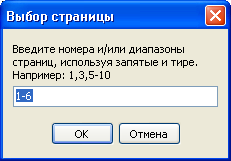 Выбор страницы
Введите номера и/или диапазоны
страниц, используя запятые и тире.
Например: 1,3,5-10
1-6
OK
Отмена